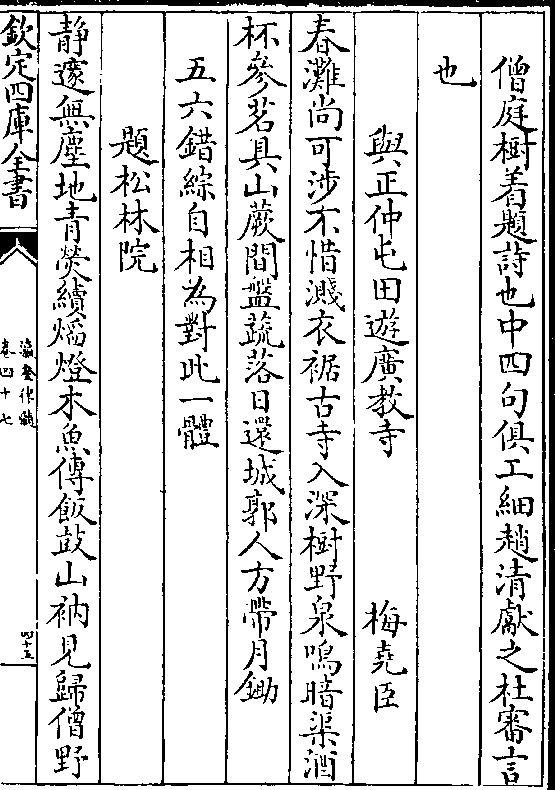 僧庭樹着題詩也中四句俱工細趙清獻之杜審言
也
與正仲屯田遊廣教寺 梅堯臣
春灘尚可涉不惜濺衣裾古寺入深樹野泉鳴暗渠酒
杯參茗具山蕨間盤蔬落日還城郭人方帶月鋤
五六錯綜自相為對此一體
題松林院
靜邃無塵地青熒續熖燈木魚傳飯鼓山衲見歸僧野
欽定四庫全書
瀛奎律髓
卷四十七
四十五